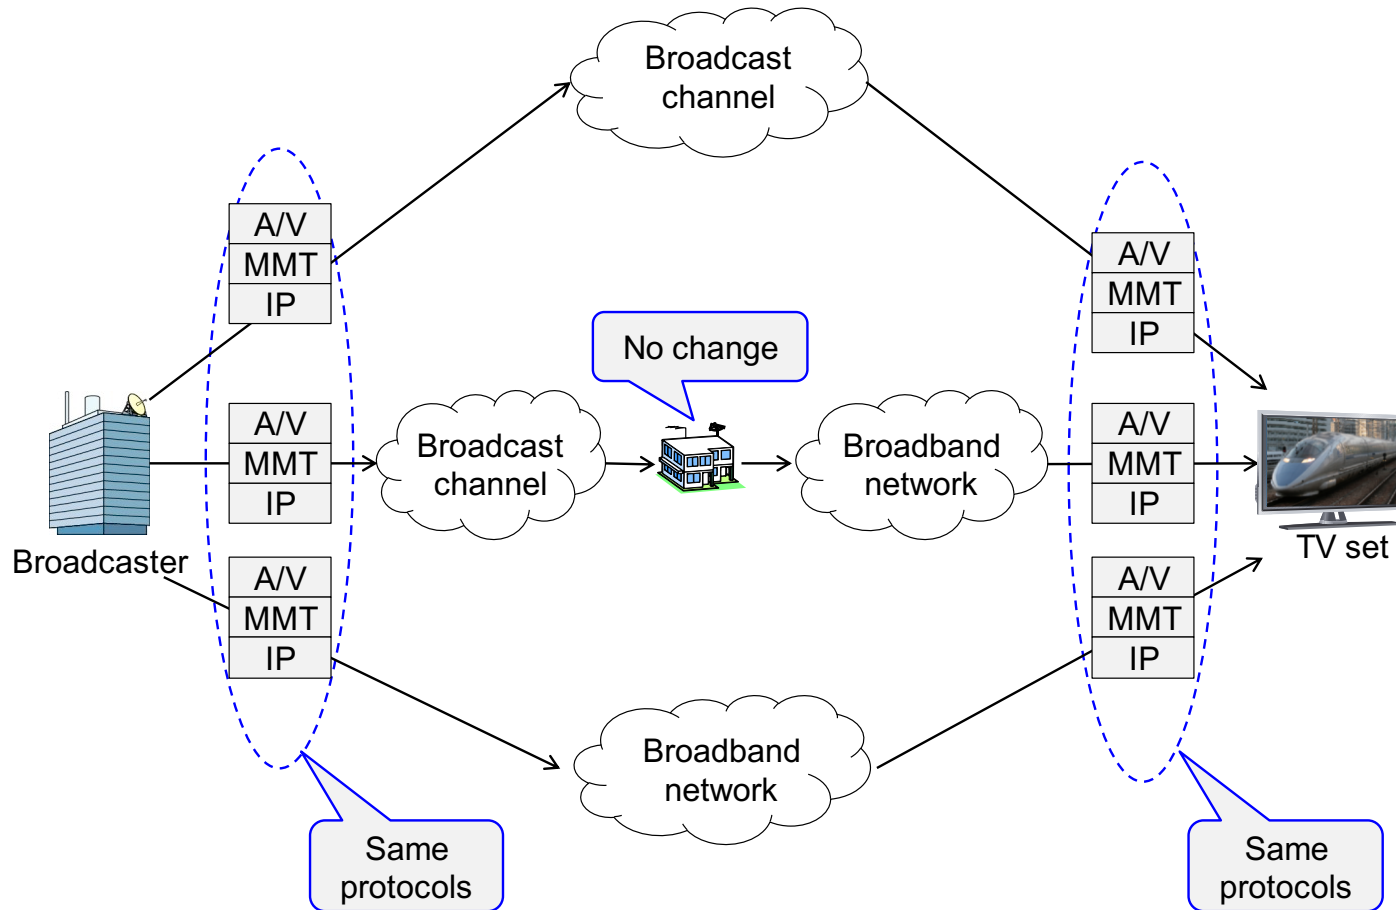 Broadcast
channel
A/V
MMT
IP
A/V
MMT
IP
No change
A/V
MMT
IP
Broadcast
channel
Broadband
network
A/V
MMT
IP
Broadcaster
TV set
A/V
MMT
IP
Broadband
network
A/V
MMT
IP
Same
protocols
Same
protocols